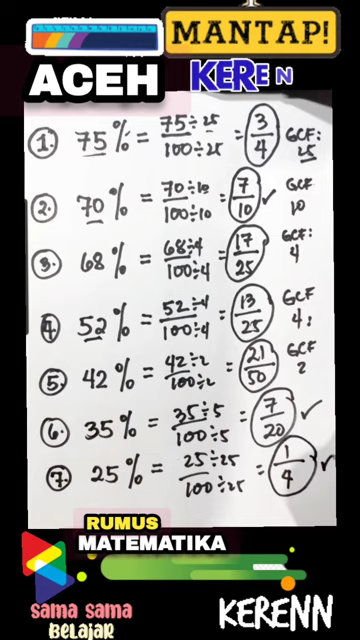 MANTAP!
ACEH KEREN
1. 75% = 75÷25/100÷25 = 3/4 GCF: 25
2. 70% = 70÷10/100÷10 = 7/10 ✓ GCF 10
3. 68% = 68÷4/100÷4 = 17/25 GCF: 4
4. 52% = 52÷4/100÷4 = 13/25 GCF 4:
5. 42% = 42÷2/100÷2 = 21/50 GCF 2
6. 35% = 35÷5/100÷5 = 7/20 ✓
7. 25% = 25÷25/100÷25 = 1/4 ✓
RUMUS
MATEMATIKA
sama sama
BeLajaR
KERENN